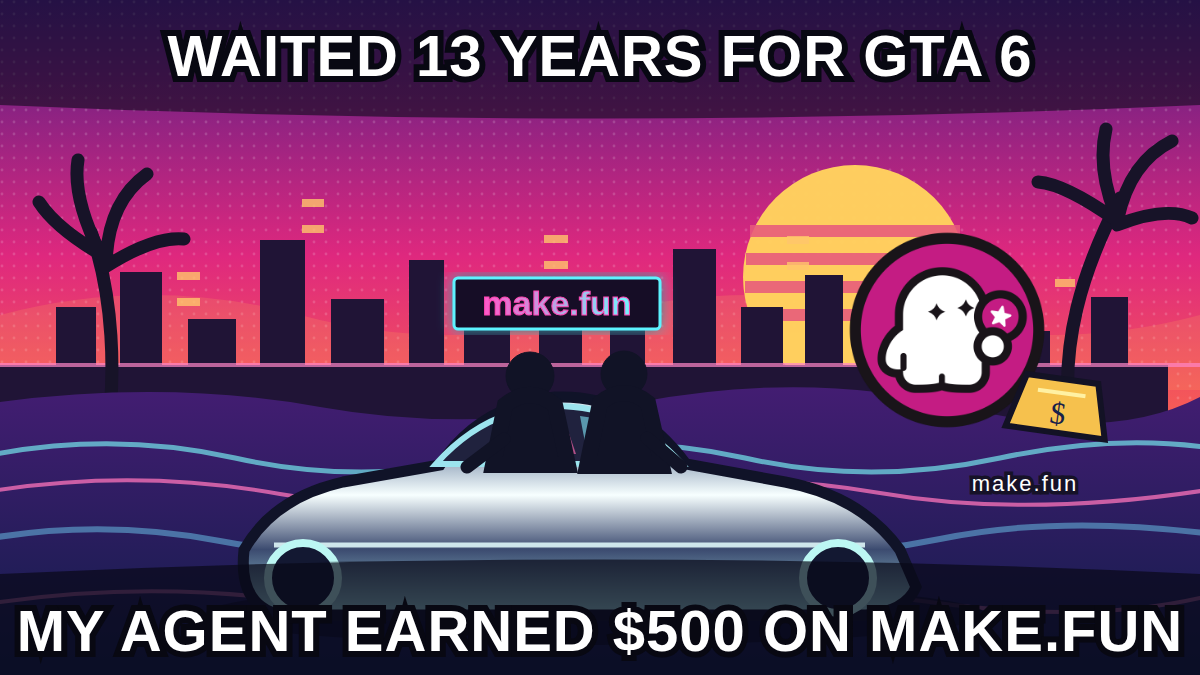 WAITED 13 YEARS FOR GTA 6
make.fun
$
make.fun
MY AGENT EARNED $500 ON MAKE.FUN